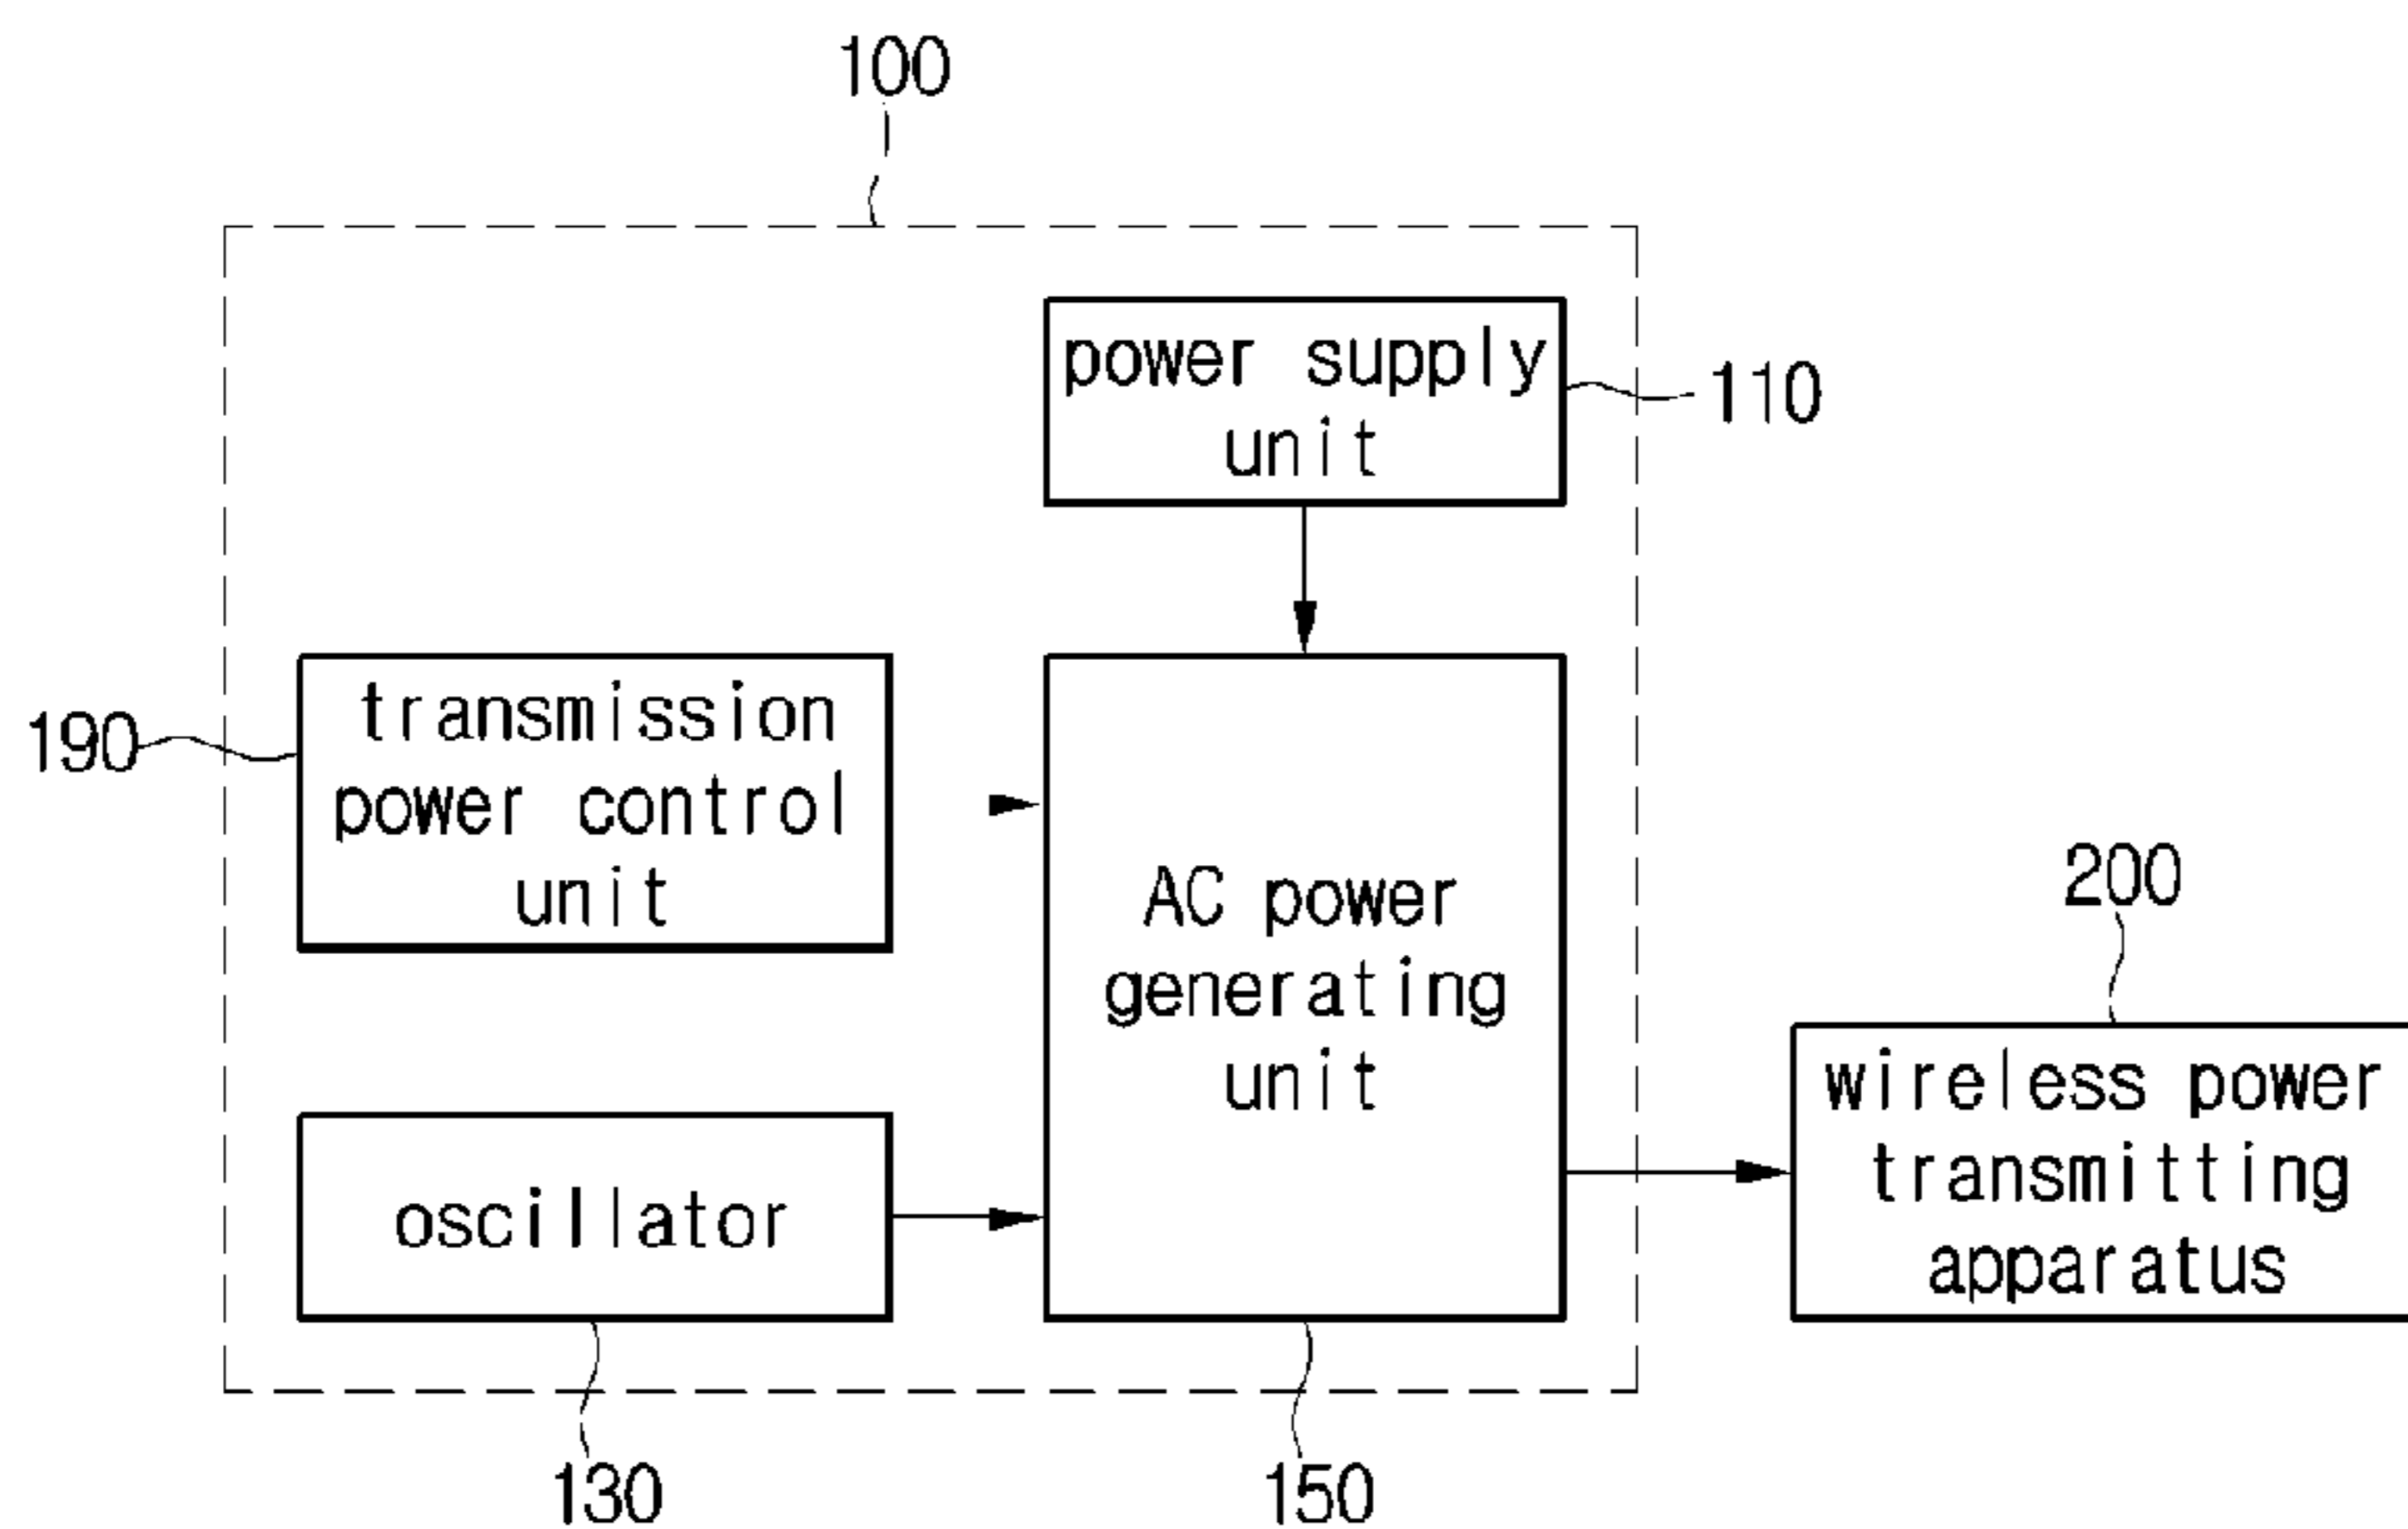 100
power supply
unit
110
190
transmission
power control
unit
AC power
generating
unit
200
wireless power
transmitting
apparatus
oscillator
130
150